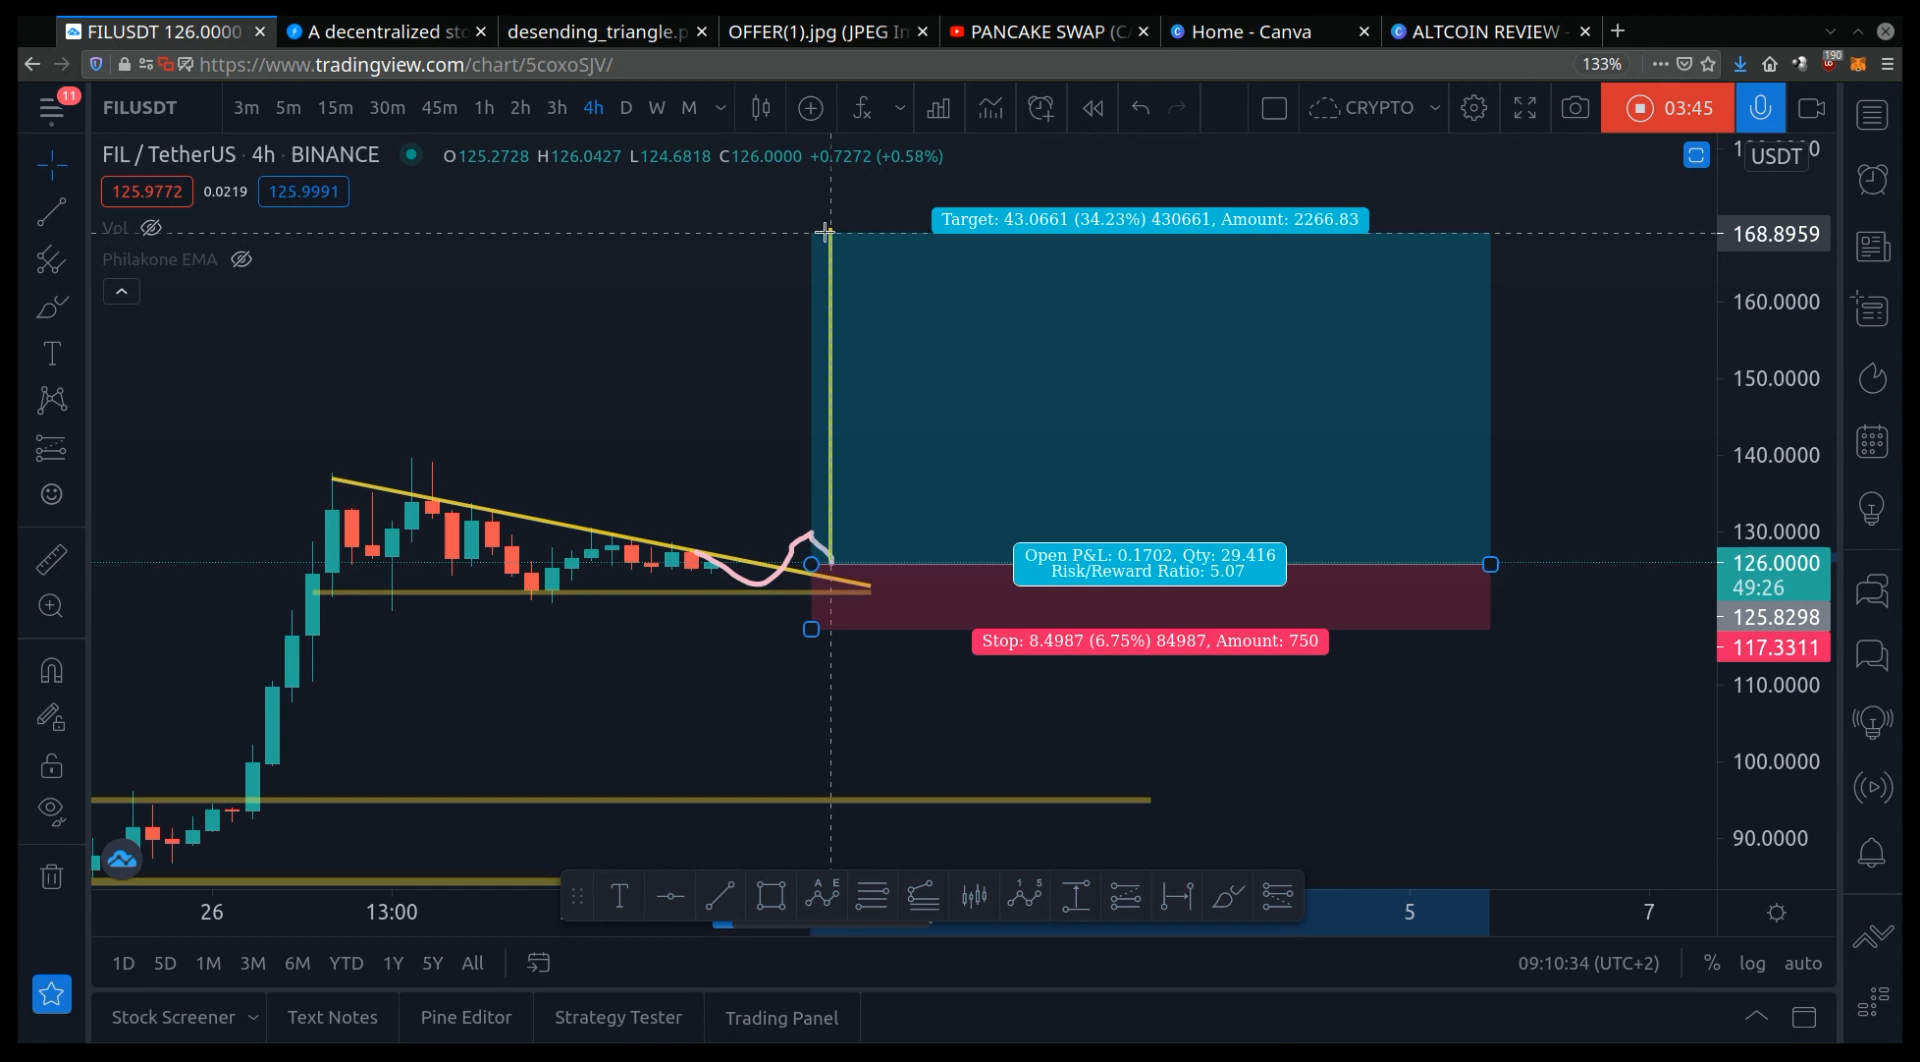 FILUSDT 126.0000
A decentralized sto
desending_triangle.p
OFFER(1).jpg (JPEG Im
PANCAKE SWAP (CA
Home - Canva
ALTCOIN REVIEW -
https://www.tradingview.com/chart/5coxoSJV/
133%
190
11
FILUSDT
3m 5m 15m 30m 45m 1h 2h 3h 4h D W M
CRYPTO
03:45
FIL / TetherUS · 4h · BINANCE
O125.2728 H126.0427 L124.6818 C126.0000 +0.7272 (+0.58%)
USDT
125.9772 0.0219 125.9991
Vol
Philakone EMA
Target: 43.0661 (34.23%) 430661, Amount: 2266.83
168.8959
160.0000
150.0000
140.0000
130.0000
Open P&L: 0.1702, Qty: 29.416
Risk/Reward Ratio: 5.07
126.0000
49:26
125.8298
Stop: 8.4987 (6.75%) 84987, Amount: 750
117.3311
110.0000
100.0000
90.0000
26 13:00 5 7
1D 5D 1M 3M 6M YTD 1Y 5Y All
09:10:34 (UTC+2) % log auto
Stock Screener Text Notes Pine Editor Strategy Tester Trading Panel